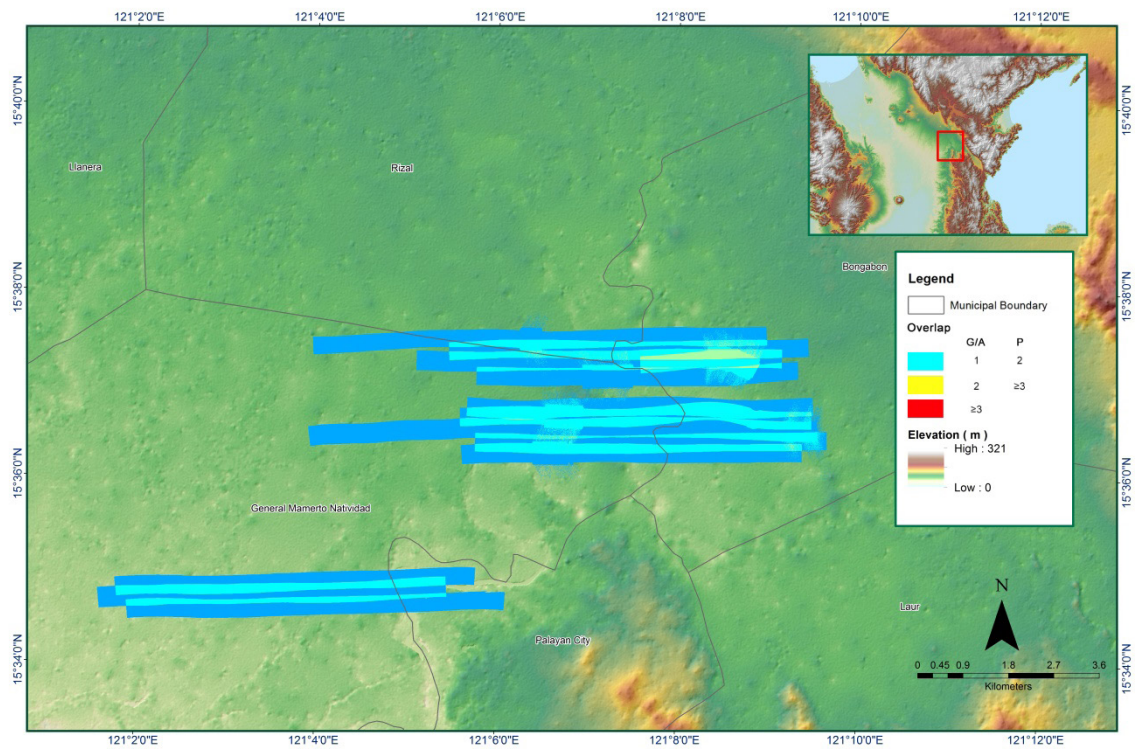 121°2'0"E 121°4'0"E 121°6'0"E 121°8'0"E 121°10'0"E 121°12'0"E
15°40'0"N 15°40'0"N
Llanera Rizal
Bongabon
15°38'0"N 15°38'0"N
Legend
Municipal Boundary
Overlap
G/A P
1 2
2 ≥3
≥3
Elevation ( m )
High : 321
Low : 0
15°36'0"N 15°36'0"N
General Mamerto Natividad
N
Laur
Palayan City
15°34'0"N 15°34'0"N
0 0.45 0.9 1.8 2.7 3.6
Kilometers
121°2'0"E 121°4'0"E 121°6'0"E 121°8'0"E 121°10'0"E 121°12'0"E